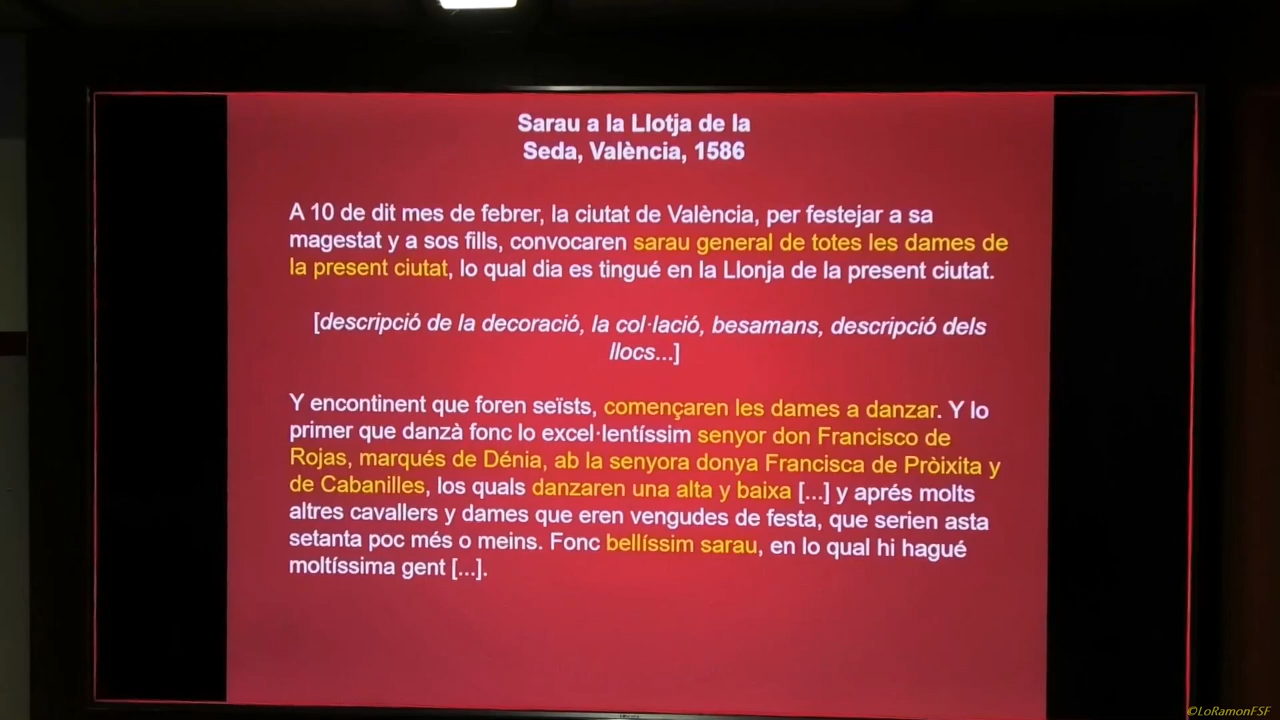 Sarau a la Llotja de la
Seda, València, 1586
A 10 de dit mes de febrer, la ciutat de València, per festejar a sa
magestat y a sos fills, convocaren sarau general de totes les dames de
la present ciutat, lo qual dia es tingué en la Llonja de la present ciutat.
[descripció de la decoració, la col·lació, besamans, descripció dels
llocs...]
Y encontinent que foren seïsts, començaren les dames a danzar. Y lo
primer que danzà fonc lo excel·lentíssim senyor don Francisco de
Rojas, marqués de Dénia, ab la senyora donya Francisca de Pròixita y
de Cabanilles, los quals danzaren una alta y baixa [...] y aprés molts
altres cavallers y dames que eren vengudes de festa, que serien asta
setanta poc més o meins. Fonc bellíssim sarau, en lo qual hi hagué
moltíssima gent [...].
©LoRamonFSF